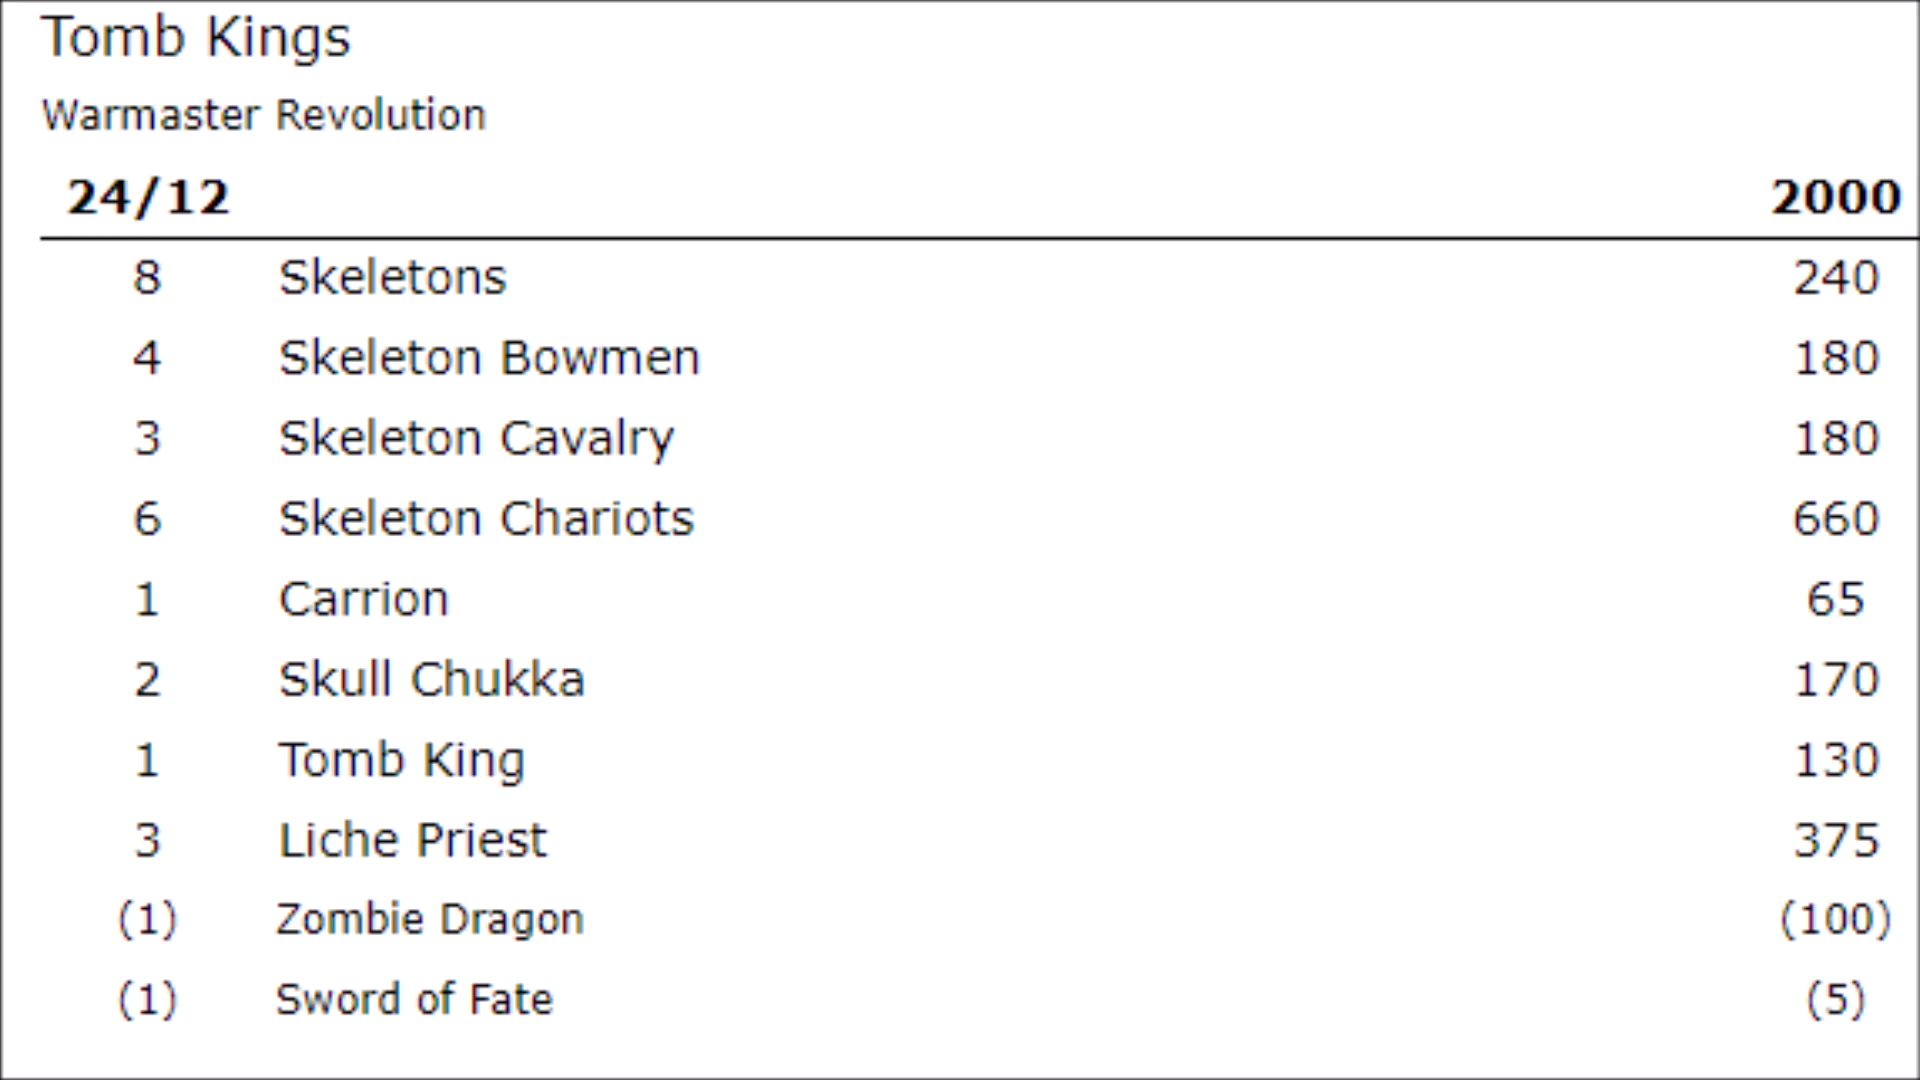 Tomb Kings
Warmaster Revolution
24/12 2000
8 Skeletons 240
4 Skeleton Bowmen 180
3 Skeleton Cavalry 180
6 Skeleton Chariots 660
1 Carrion 65
2 Skull Chukka 170
1 Tomb King 130
3 Liche Priest 375
(1) Zombie Dragon (100)
(1) Sword of Fate (5)